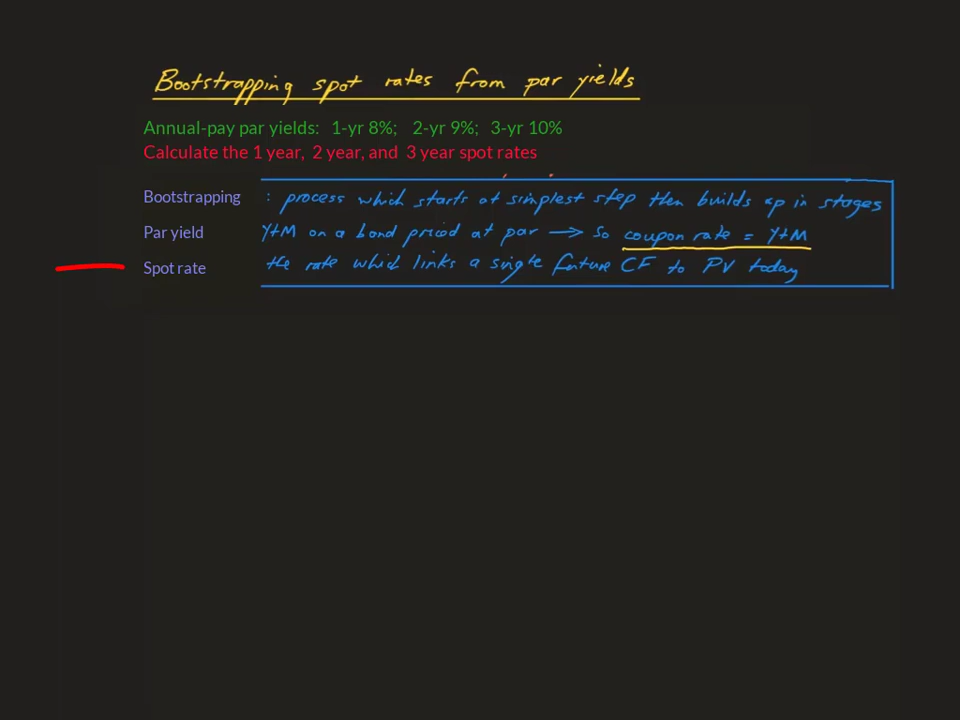 Bootstrapping spot rates from par yields
Annual-pay par yields: 1-yr 8%; 2-yr 9%; 3-yr 10%
Calculate the 1 year, 2 year, and 3 year spot rates
Bootstrapping : process which starts at simplest step then builds up in stages
Par yield YTM on a bond priced at par → so coupon rate = YTM
Spot rate the rate which links a single future CF to PV today